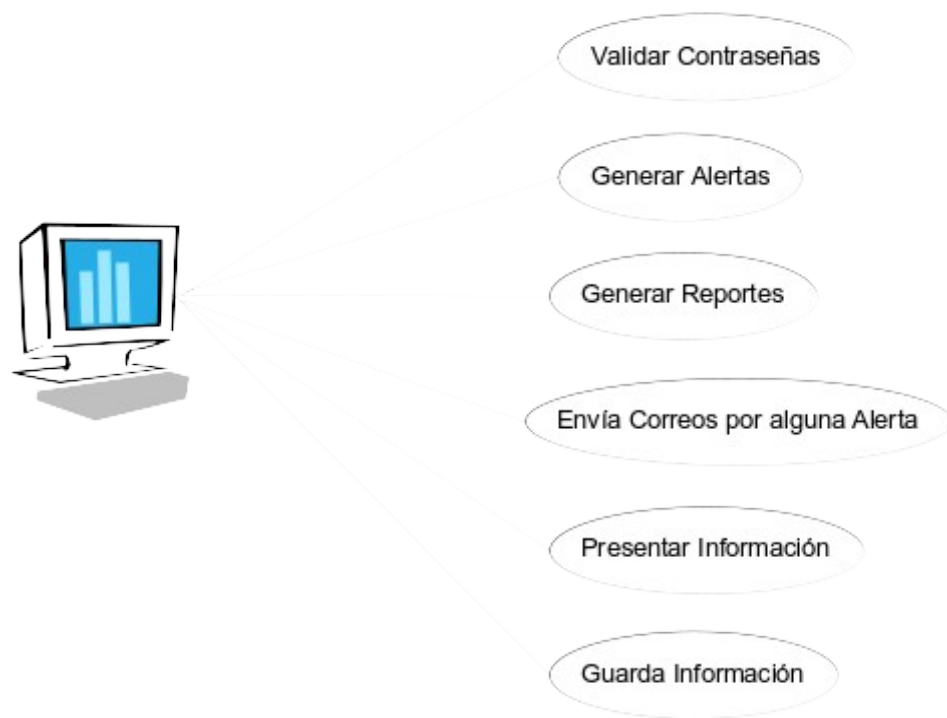 Validar Contraseñas
Generar Alertas
Generar Reportes
Envía Correos por alguna Alerta
Presentar Información
Guarda Información